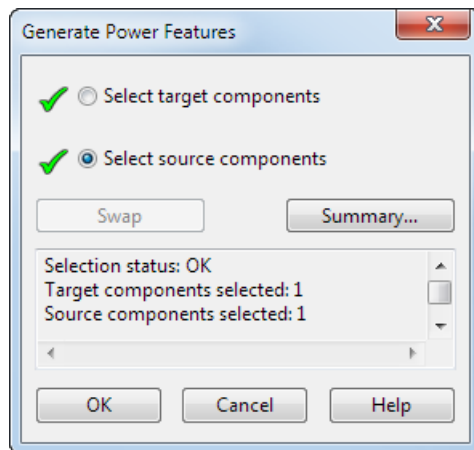 Generate Power Features
Select target components
Select source components
Swap
Summary...
Selection status: OK
Target components selected: 1
Source components selected: 1
OK
Cancel
Help